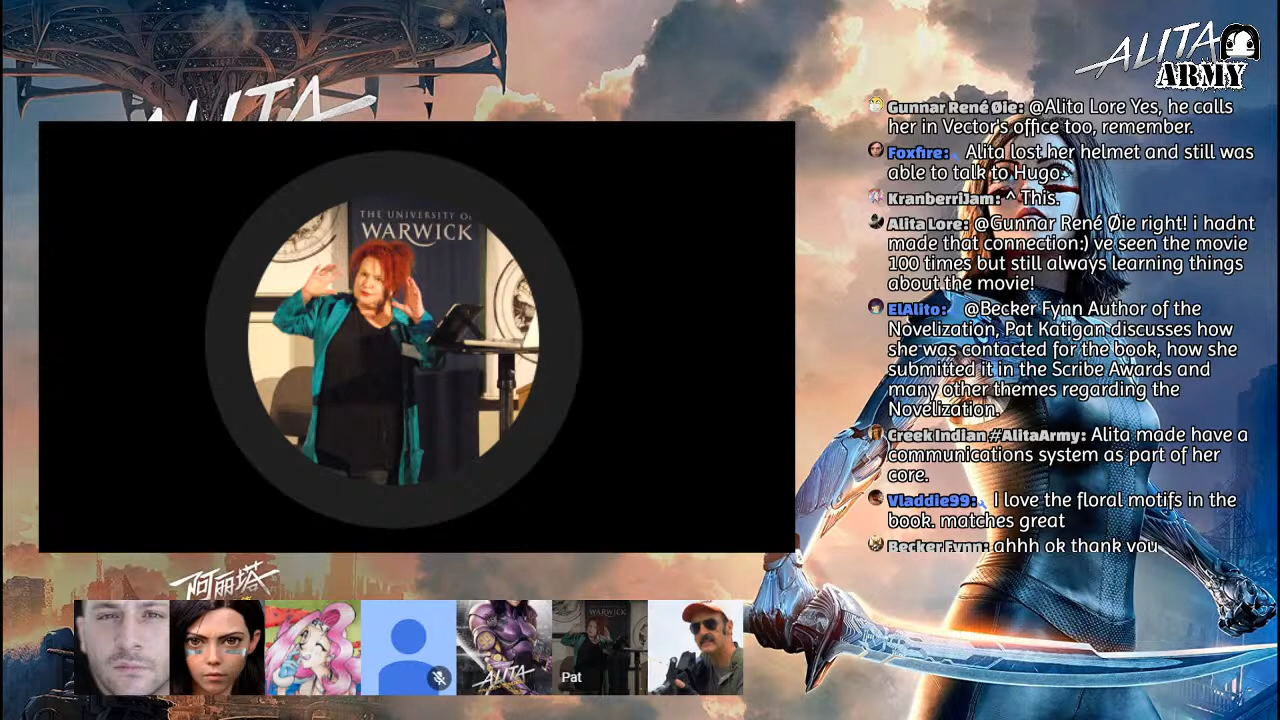 ALITA
ALITA
ARMY
Gunnar René Øie: @Alita Lore Yes, he calls
her in Vector's office too, remember.
Foxfire: Alita lost her helmet and still was
able to talk to Hugo.
KranberriJam: ^ This.
Alita Lore: @Gunnar René Øie right! i hadnt
made that connection:) ve seen the movie
100 times but still always learning things
about the movie!
ElAlito: @Becker Fynn Author of the
Novelization, Pat Katigan discusses how
she was contacted for the book, how she
submitted it in the Scribe Awards and
many other themes regarding the
Novelization.
Creek Indian #AlitaArmy: Alita made have a
communications system as part of her
core.
Vladdie99: I love the floral motifs in the
book. matches great
Becker Fynn: ahhh ok thank you
THE UNIVERSITY OF
WARWICK
阿丽塔
ALITA
WARWICK
Pat